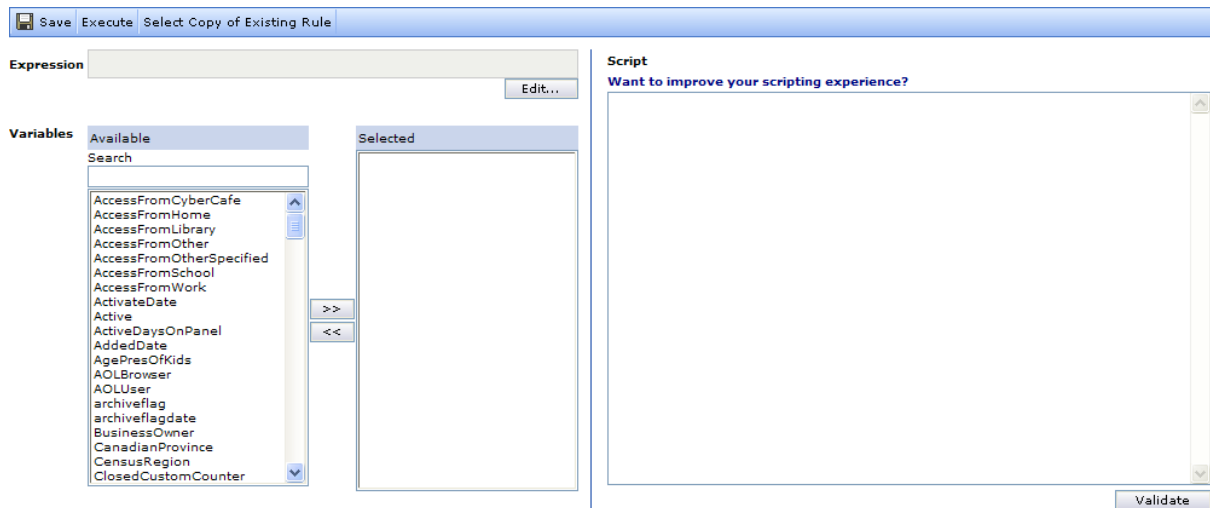 Save Execute Select Copy of Existing Rule
Expression
Edit...
Variables
Available
Search
AccessFromCyberCafe
AccessFromHome
AccessFromLibrary
AccessFromOther
AccessFromOtherSpecified
AccessFromSchool
AccessFromWork
ActivateDate
Active
ActiveDaysOnPanel
AddedDate
AgePresOfKids
AOLBrowser
AOLUser
archiveflag
archiveflagdate
BusinessOwner
CanadianProvince
CensusRegion
ClosedCustomCounter
>>
<<
Selected
Script
Want to improve your scripting experience?
Validate